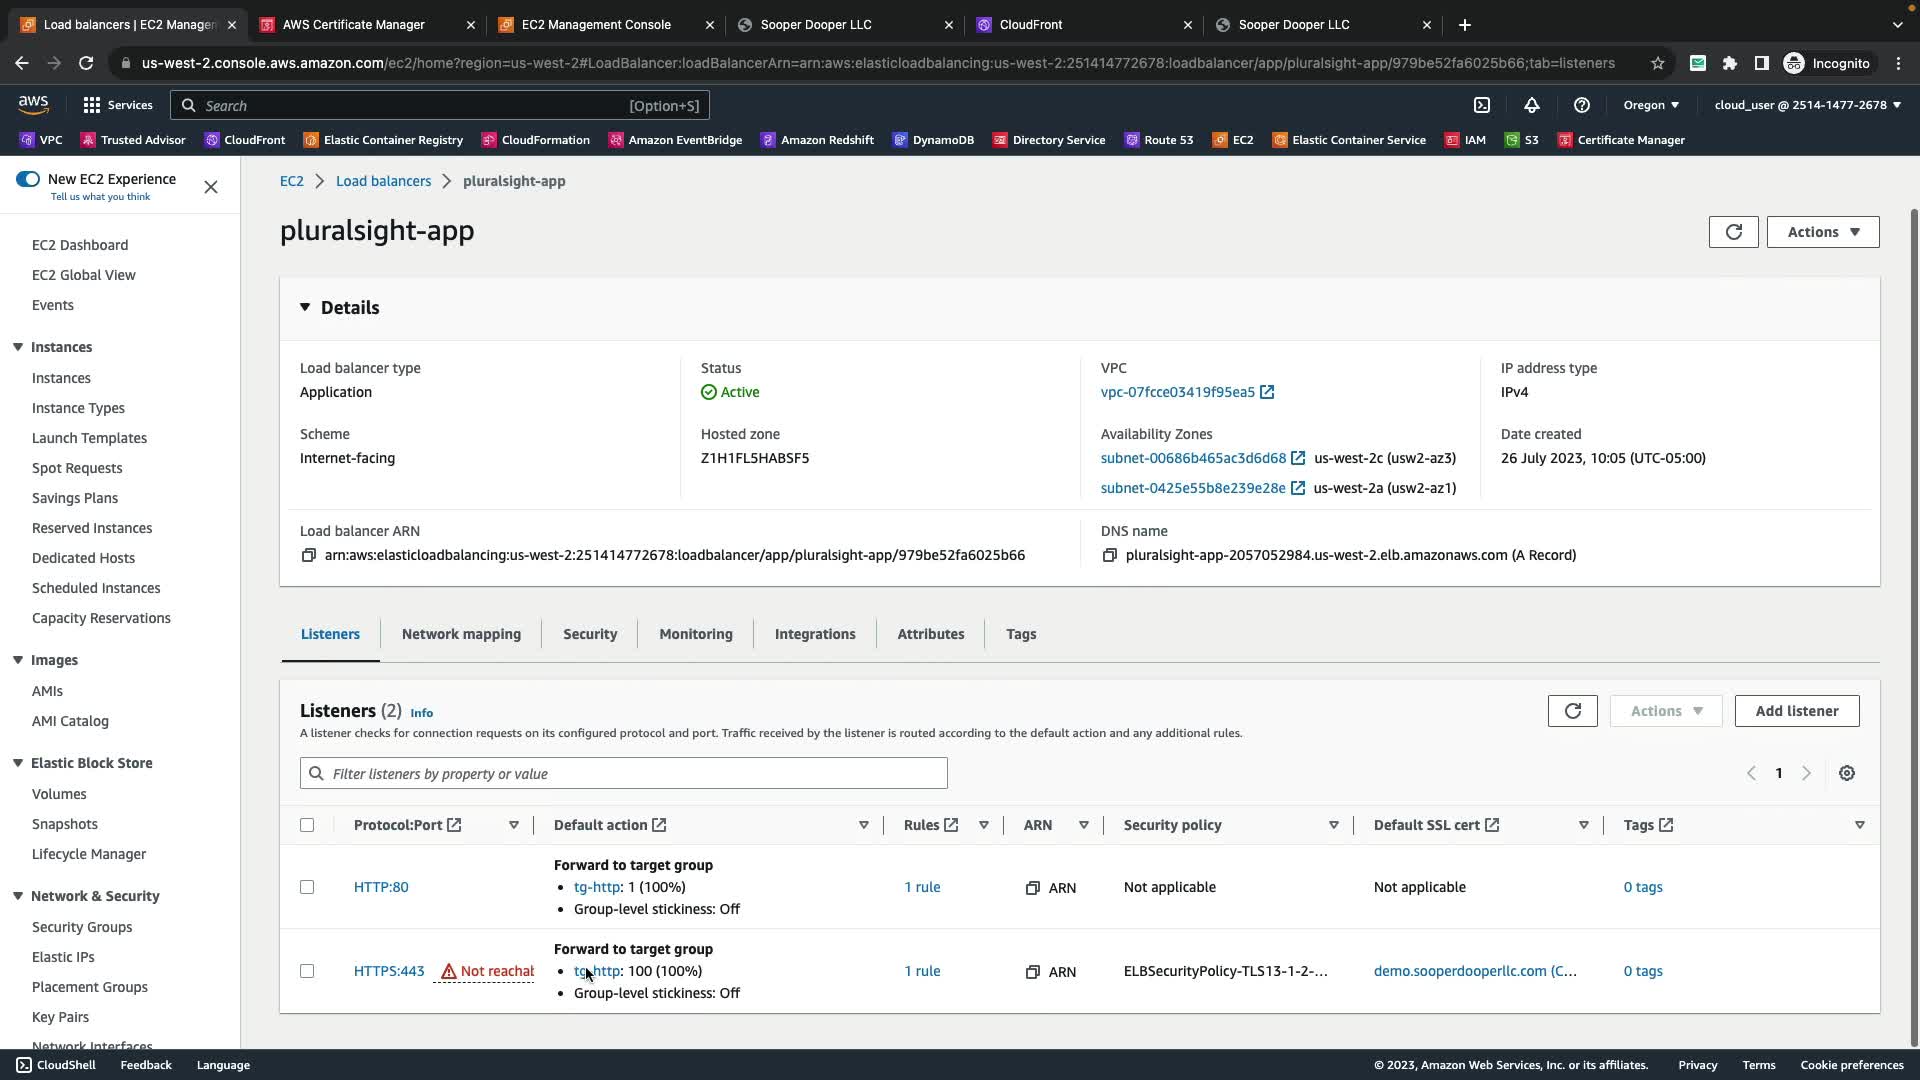 Load balancers | EC2 Manager
AWS Certificate Manager
EC2 Management Console
Sooper Dooper LLC
CloudFront
Sooper Dooper LLC
us-west-2.console.aws.amazon.com/ec2/home?region=us-west-2#LoadBalancer:loadBalancerArn=arn:aws:elasticloadbalancing:us-west-2:251414772678:loadbalancer/app/pluralsight-app/979be52fa6025b66;tab=listeners
Incognito
aws
Services
Search
[Option+S]
Oregon
cloud_user @ 2514-1477-2678
VPC
Trusted Advisor
CloudFront
Elastic Container Registry
CloudFormation
Amazon EventBridge
Amazon Redshift
DynamoDB
Directory Service
Route 53
EC2
Elastic Container Service
IAM
S3
Certificate Manager
New EC2 Experience
Tell us what you think
EC2 Dashboard
EC2 Global View
Events
Instances
Instances
Instance Types
Launch Templates
Spot Requests
Savings Plans
Reserved Instances
Dedicated Hosts
Scheduled Instances
Capacity Reservations
Images
AMIs
AMI Catalog
Elastic Block Store
Volumes
Snapshots
Lifecycle Manager
Network & Security
Security Groups
Elastic IPs
Placement Groups
Key Pairs
Network Interfaces
EC2 > Load balancers > pluralsight-app
pluralsight-app
Actions
Details
Load balancer type
Application
Status
Active
VPC
vpc-07fcce03419f95ea5
IP address type
IPv4
Scheme
Internet-facing
Hosted zone
Z1H1FL5HABSF5
Availability Zones
subnet-00686b465ac3d6d68 us-west-2c (usw2-az3)
subnet-0425e55b8e239e28e us-west-2a (usw2-az1)
Date created
26 July 2023, 10:05 (UTC-05:00)
Load balancer ARN
arn:aws:elasticloadbalancing:us-west-2:251414772678:loadbalancer/app/pluralsight-app/979be52fa6025b66
DNS name
pluralsight-app-2057052984.us-west-2.elb.amazonaws.com (A Record)
Listeners
Network mapping
Security
Monitoring
Integrations
Attributes
Tags
Listeners (2) Info
A listener checks for connection requests on its configured protocol and port. Traffic received by the listener is routed according to the default action and any additional rules.
Actions
Add listener
Filter listeners by property or value
1
Protocol:Port
Default action
Rules
ARN
Security policy
Default SSL cert
Tags
HTTP:80
Forward to target group
• tg-http: 1 (100%)
• Group-level stickiness: Off
1 rule
ARN
Not applicable
Not applicable
0 tags
HTTPS:443
Not reachal
Forward to target group
• tg-http: 100 (100%)
• Group-level stickiness: Off
1 rule
ARN
ELBSecurityPolicy-TLS13-1-2-...
demo.sooperdooperllc.com (C...
0 tags
CloudShell
Feedback
Language
© 2023, Amazon Web Services, Inc. or its affiliates.
Privacy
Terms
Cookie preferences